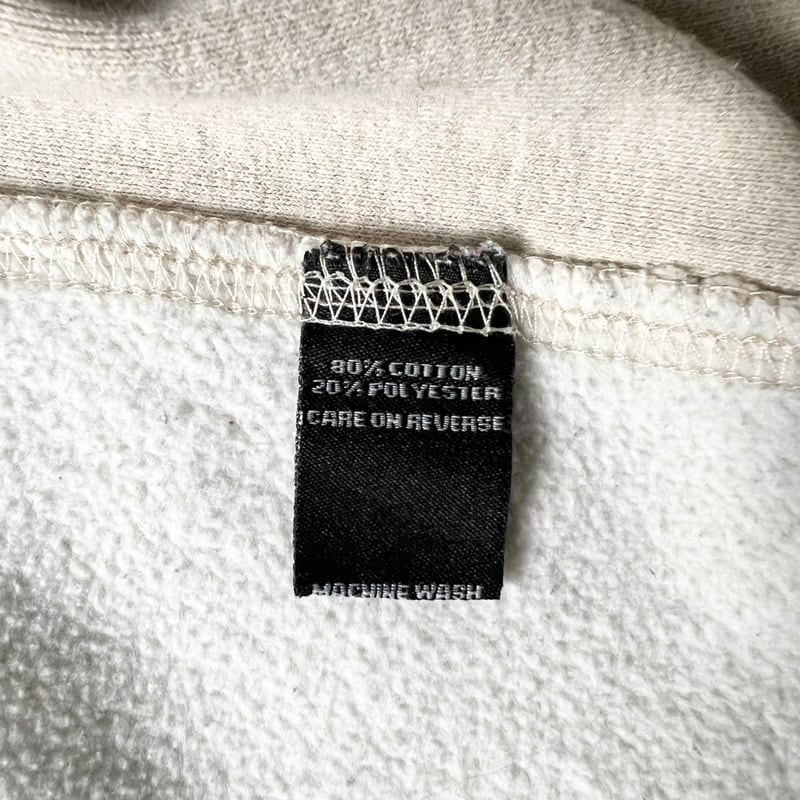 80% COTTON
20% POLYESTER
CARE ON REVERSE
MACHINE WASH